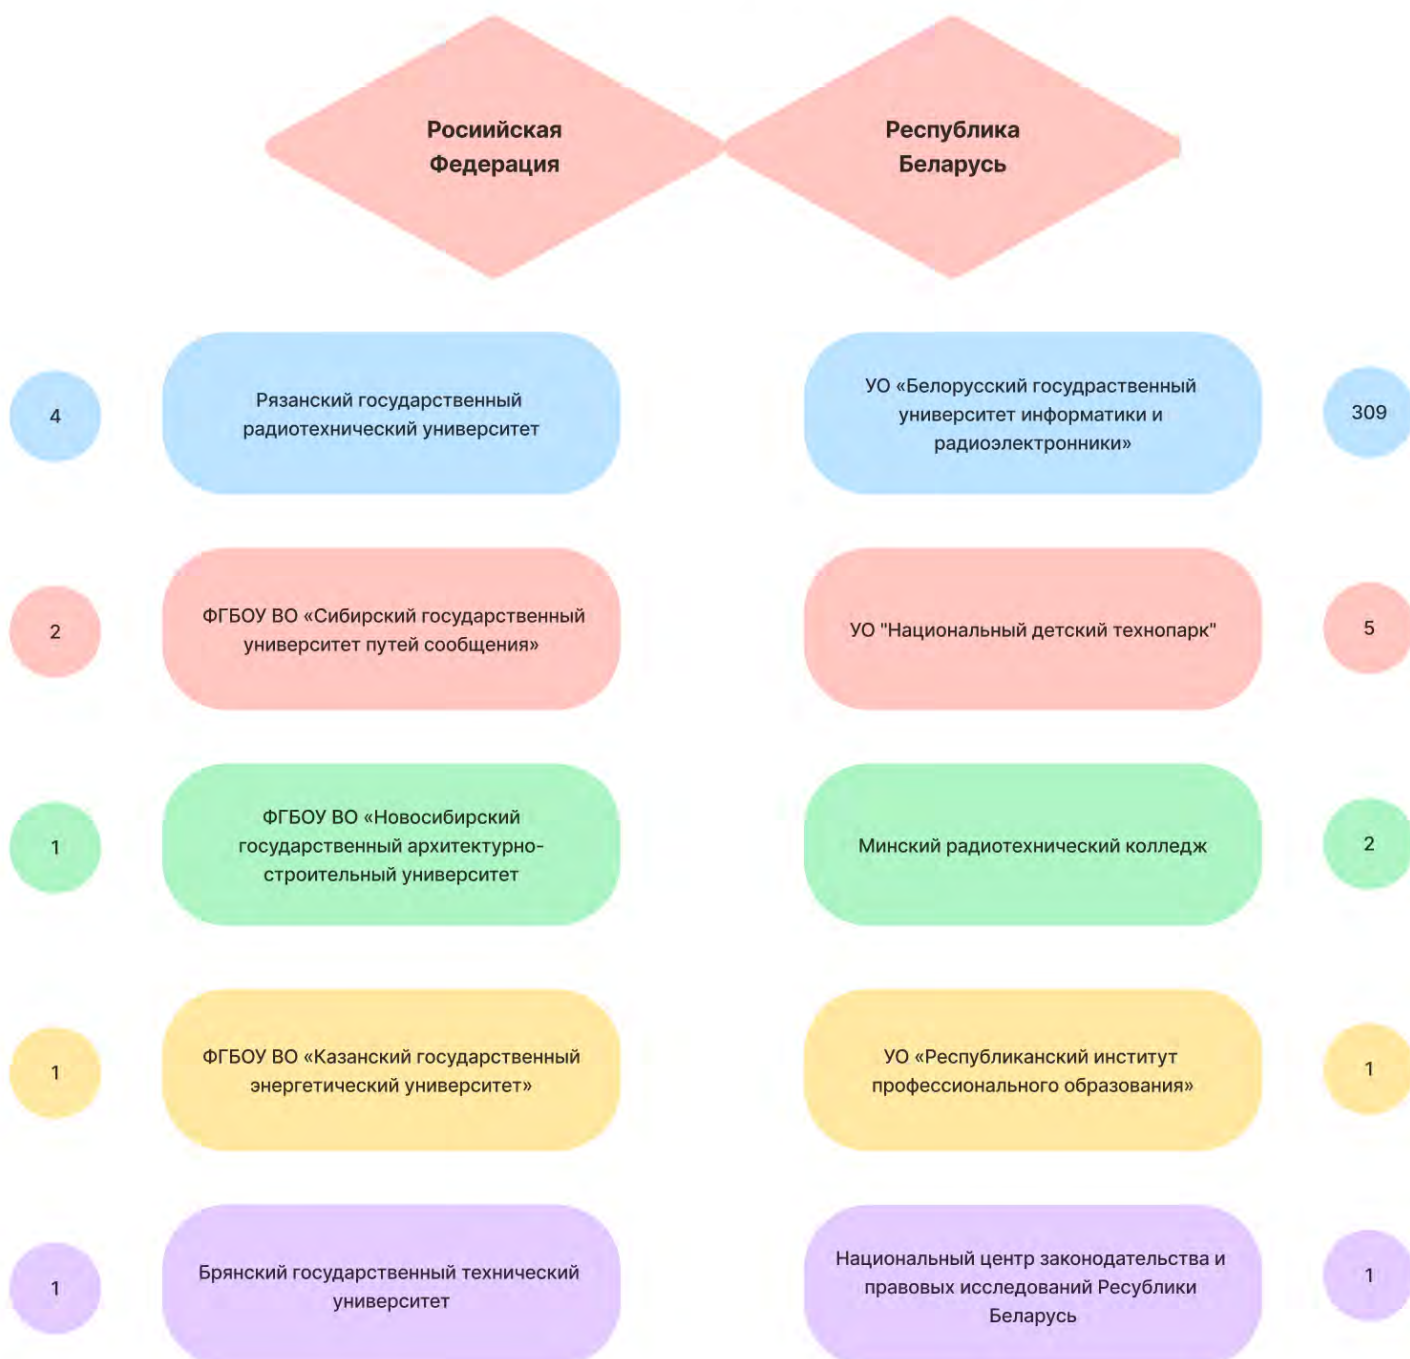 Росиийская
Федерация
Республика
Беларусь
4
Рязанский государственный
радиотехнический университет
УО «Белорусский госудраственный
университет информатики и
радиоэлектронники»
309
2
ФГБОУ ВО «Сибирский государственный
университет путей сообщения»
УО "Национальный детский технопарк"
5
1
ФГБОУ ВО «Новосибирский
государственный архитектурно-
строительный университет
Минский радиотехнический колледж
2
1
ФГБОУ ВО «Казанский государственный
энергетический университет»
УО «Республиканский институт
профессионального образования»
1
1
Брянский государственный технический
университет
Национальный центр законодательства и
правовых исследований Ресублики
Беларусь
1